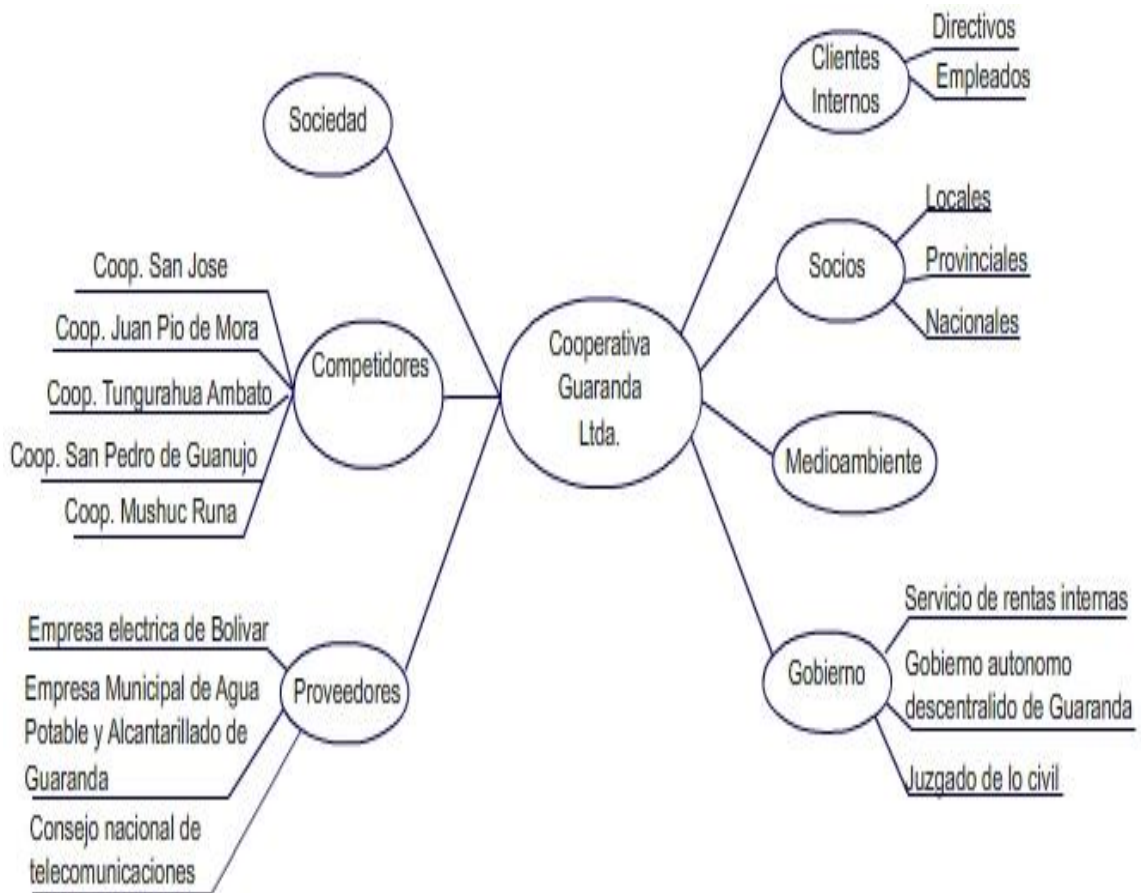 Directivos
Clientes
Internos
Empleados
Sociedad
Locales
Socios
Provinciales
Nacionales
Coop. San Jose
Coop. Juan Pio de Mora
Coop. Tungurahua Ambato
Coop. San Pedro de Guanujo
Coop. Mushuc Runa
Competidores
Cooperativa
Guaranda
Ltda.
Medioambiente
Empresa electrica de Bolivar
Empresa Municipal de Agua
Potable y Alcantarillado de
Guaranda
Consejo nacional de
telecomunicaciones
Proveedores
Gobierno
Servicio de rentas internas
Gobierno autonomo
descentralido de Guaranda
Juzgado de lo civil